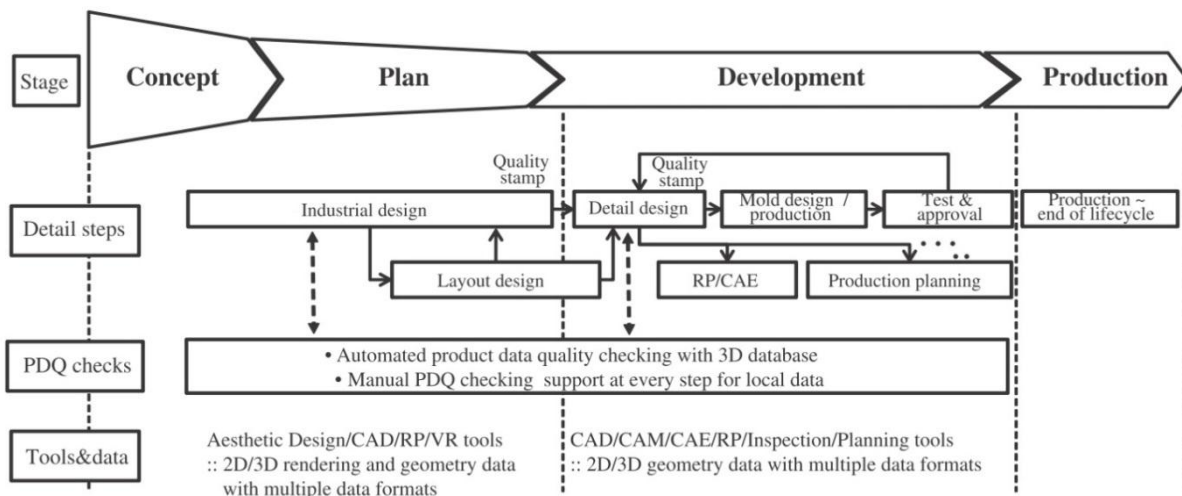 Stage
Concept
Plan
Development
Production
Quality
stamp
Quality
stamp
Detail steps
Industrial design
Detail design
Mold design /
production
Test &
approval
Production ~
end of lifecycle
Layout design
RP/CAE
Production planning
PDQ checks
• Automated product data quality checking with 3D database
• Manual PDQ checking support at every step for local data
Tools&data
Aesthetic Design/CAD/RP/VR tools
:: 2D/3D rendering and geometry data
with multiple data formats
CAD/CAM/CAE/RP/Inspection/Planning tools
:: 2D/3D geometry data with multiple data formats